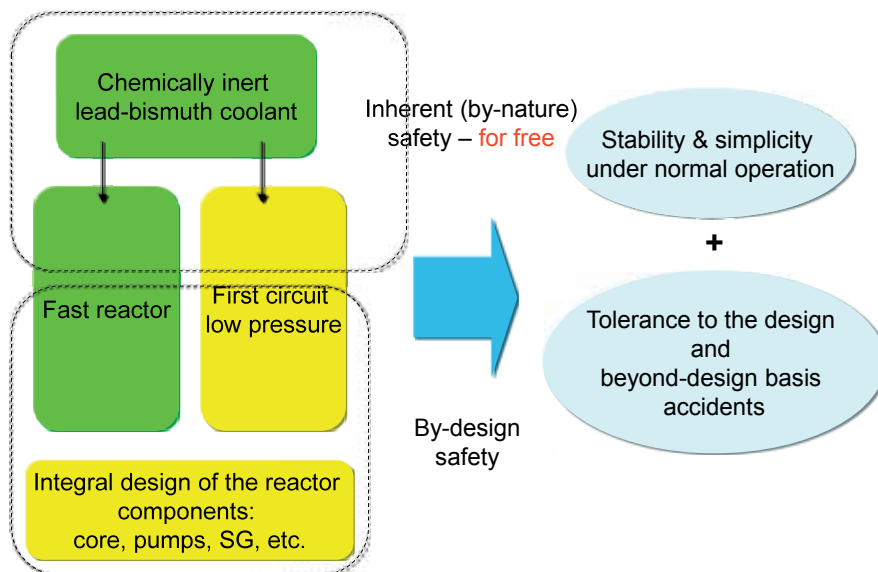 Chemically inert
lead-bismuth coolant
Fast reactor
First circuit
low pressure
Integral design of the reactor
components:
core, pumps, SG, etc.
Inherent (by-nature)
safety – for free
By-design
safety
Stability & simplicity
under normal operation
+
Tolerance to the design
and
beyond-design basis
accidents